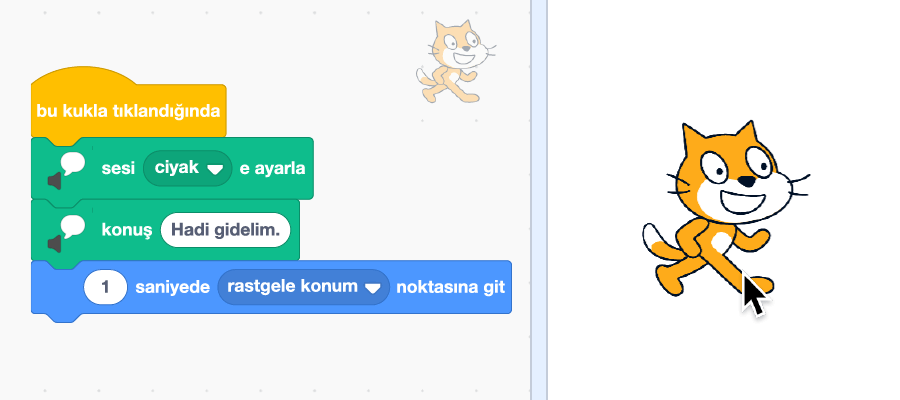 bu kukla tıklandığında
sesi ciyak e ayarla
konuş Hadi gidelim.
1 saniyede rastgele konum noktasına git